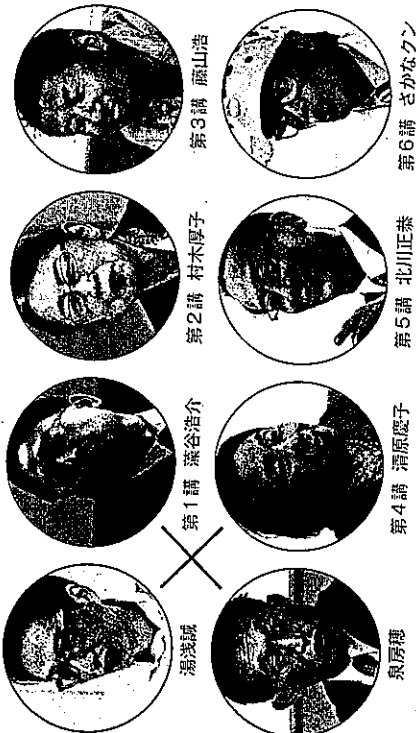 湯浅誠
泉房穂
第1講 藻谷浩介
第2講 村木厚子
第3講 藤山浩
第4講 清原慶子
第5講 北川正恭
第6講 さかなクン